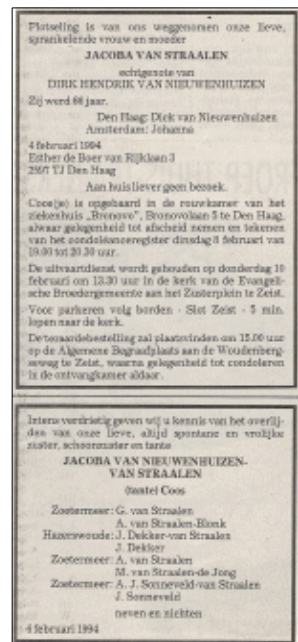 Plotseling is van ons weggenomen onze lieve,
sprankelende vrouw en moeder
JACOBA VAN STRAALEN
echtgenote van
DIRK HENDRIK VAN NIEUWENHUIZEN
Zij werd 66 jaar.
Den Haag: Dick van Nieuwenhuizen
Amsterdam: Johanna
4 februari 1994
Esther de Boer van Rijklaan 3
2597 TJ Den Haag
Aan huis liever geen bezoek.
Coos(je) is opgebaard in de rouwkamer van het
ziekenhuis „Bronovo", Bronovolaan 5 te Den Haag,
alwaar gelegenheid tot afscheid nemen en tekenen
van het condoléanceregister dinsdag 8 februari van
19.00 tot 20.30 uur.
De uitvaartdienst wordt gehouden op donderdag 10
februari om 13.30 uur in de kerk van de Evangeli-
sche Broedergemeente aan het Zusterplein te Zeist.
Voor parkeren volg borden - Slot Zeist - 5 min.
lopen naar de kerk.
De teraardebestelling zal plaatsvinden om 15.00 uur
op de Algemene Begraafplaats aan de Woudenberg-
seweg te Zeist, waarna gelegenheid tot condoleren
in de ontvangkamer aldaar.
Intens verdrietig geven wij u kennis van het overlij-
den van onze lieve, altijd spontane en vrolijke
zuster, schoonzuster en tante
JACOBA VAN NIEUWENHUIZEN-
VAN STRAALEN
(tante) Coos
Zoetermeer: G. van Straalen
A. van Straalen-Blonk
Hazerswoude: J. Dekker-van Straalen
J. Dekker
Zoetermeer: A. van Straalen
M. van Straalen-de Jong
Zoetermeer: A. J. Sonneveld-van Straalen
J. Sonneveld
neven en nichten
4 februari 1994